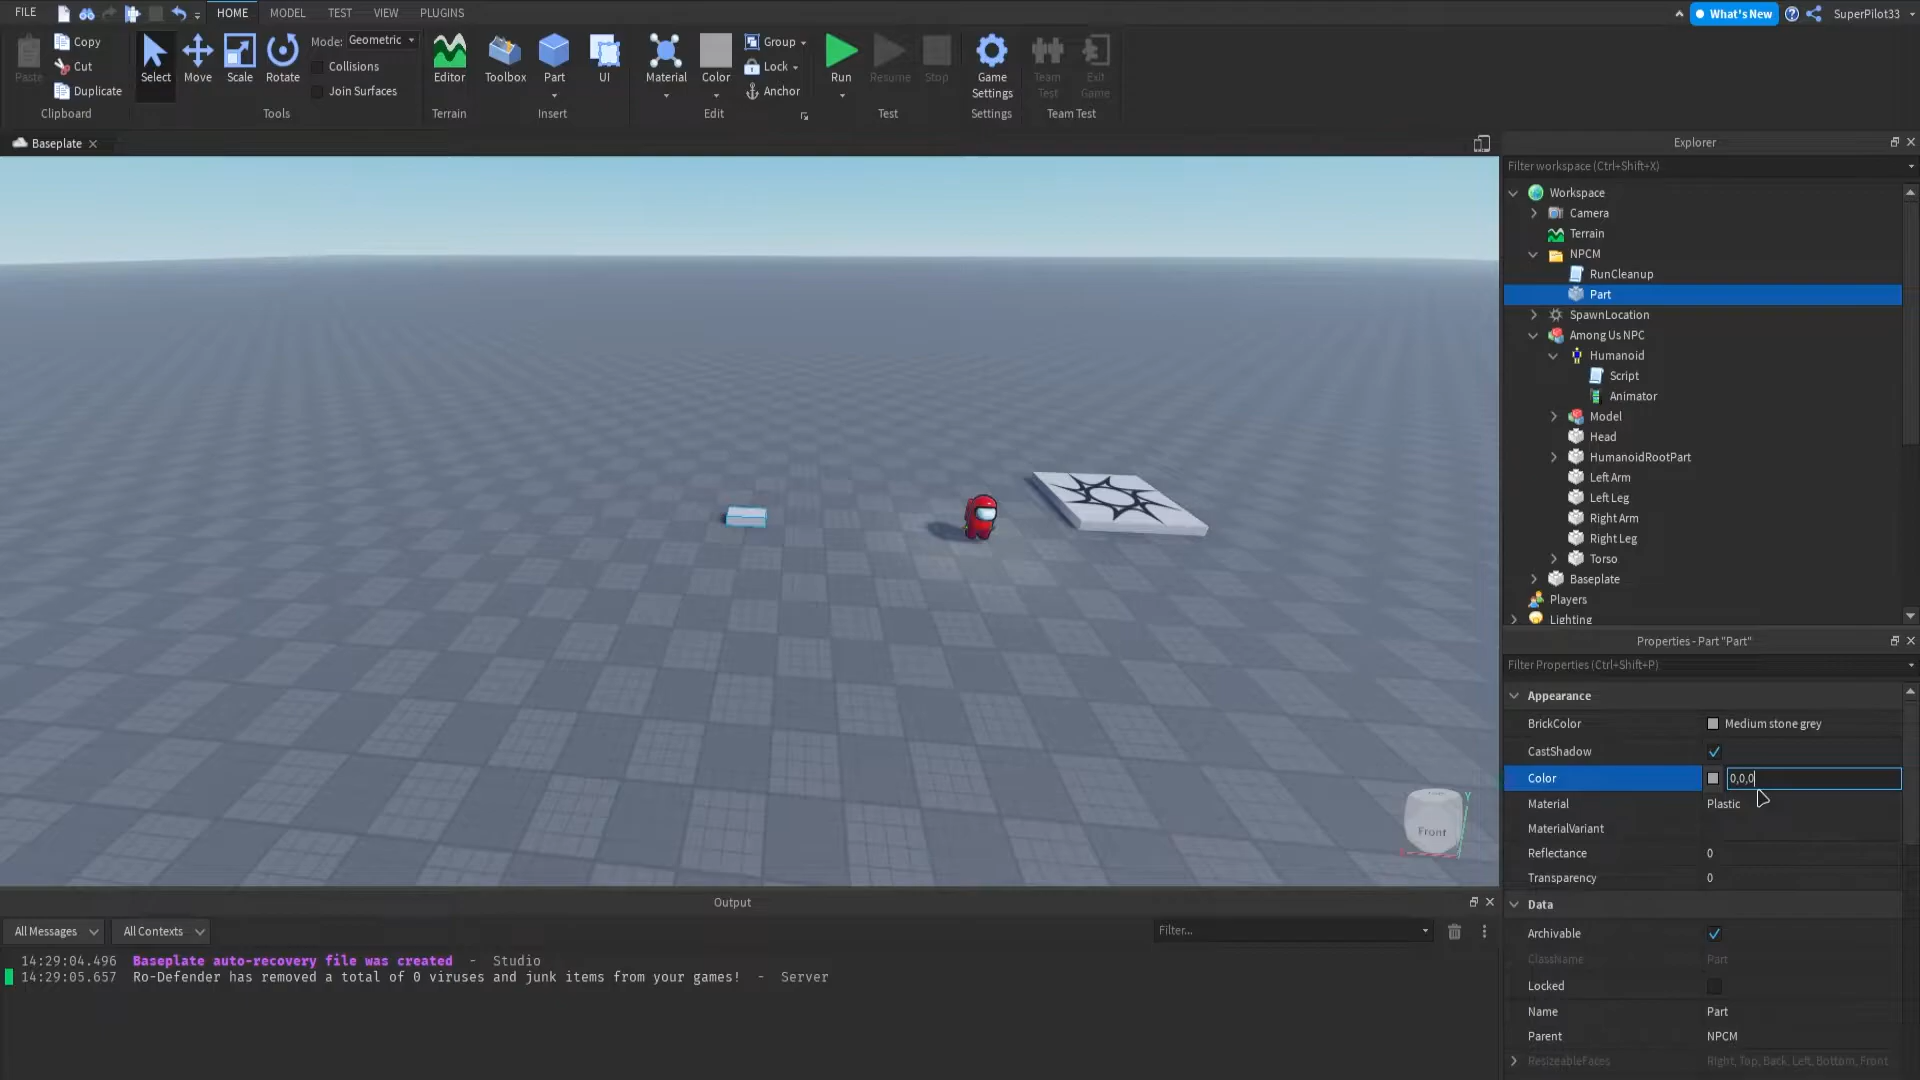 FILE
HOME
MODEL
TEST
VIEW
PLUGINS
What's New
SuperPilot33
Paste
Copy
Cut
Duplicate
Clipboard
Select
Move
Scale
Rotate
Mode: Geometric
Collisions
Join Surfaces
Tools
Editor
Terrain
Toolbox
Part
UI
Insert
Material
Color
Group
Lock
Anchor
Edit
Run
Resume
Stop
Test
Game
Settings
Settings
Team
Test
Exit
Game
Team Test
Baseplate
Front
Explorer
Filter workspace (Ctrl+Shift+X)
Workspace
Camera
Terrain
NPCM
RunCleanup
Part
SpawnLocation
Among Us NPC
Humanoid
Script
Animator
Model
Head
HumanoidRootPart
Left Arm
Left Leg
Right Arm
Right Leg
Torso
Baseplate
Players
Lighting
Properties - Part "Part"
Filter Properties (Ctrl+Shift+P)
Appearance
BrickColor Medium stone grey
CastShadow
Color 0,0,0
Material Plastic
MaterialVariant
Reflectance 0
Transparency 0
Data
Archivable
ClassName Part
Locked
Name Part
Parent NPCM
ResizeableFaces Right, Top, Back, Left, Bottom, Front
Output
All Messages
All Contexts
Filter...
14:29:04.496 Baseplate auto-recovery file was created - Studio
14:29:05.657 Ro-Defender has removed a total of 0 viruses and junk items from your games! - Server